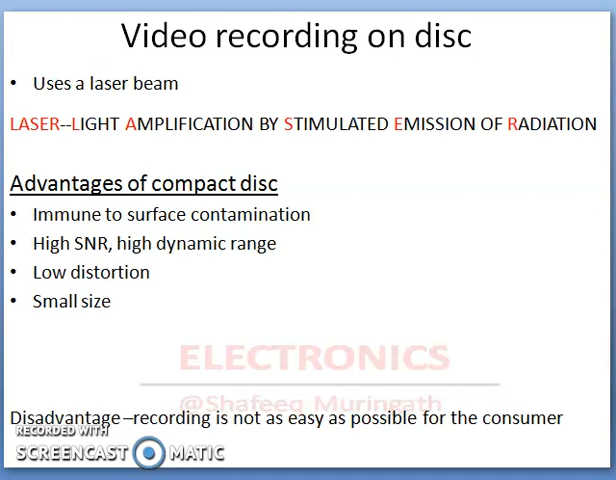 Video recording on disc
• Uses a laser beam
LASER--LIGHT AMPLIFICATION BY STIMULATED EMISSION OF RADIATION
Advantages of compact disc
• Immune to surface contamination
• High SNR, high dynamic range
• Low distortion
• Small size
ELECTRONICS
@Shafeeq Muringath
Disadvantage –recording is not as easy as possible for the consumer
RECORDED WITH
SCREENCAST MATIC